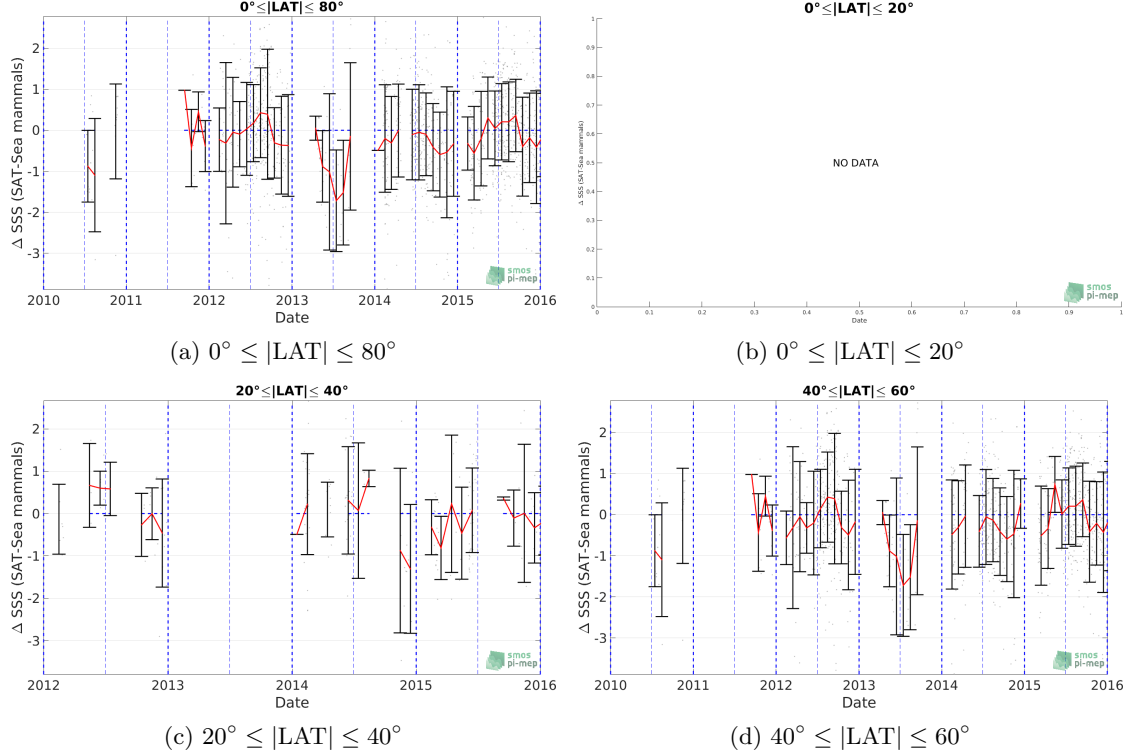 0°≤|LAT|≤ 80°
Δ SSS (SAT-Sea mammals)
2
1
0
-1
-2
-3
2010 2011 2012 2013 2014 2015 2016
Date
smos
pi-mep
(a) 0° ≤ |LAT| ≤ 80°
0°≤|LAT|≤ 20°
Δ SSS (SAT-Sea mammals)
1
0.9
0.8
0.7
0.6
0.5
0.4
0.3
0.2
0.1
0
NO DATA
0 0.1 0.2 0.3 0.4 0.5 0.6 0.7 0.8 0.9 1
Date
smos
pi-mep
(b) 0° ≤ |LAT| ≤ 20°
20°≤|LAT|≤ 40°
Δ SSS (SAT-Sea mammals)
2
1
0
-1
-2
-3
2012 2013 2014 2015 2016
Date
smos
pi-mep
(c) 20° ≤ |LAT| ≤ 40°
40°≤|LAT|≤ 60°
Δ SSS (SAT-Sea mammals)
2
1
0
-1
-2
-3
2010 2011 2012 2013 2014 2015 2016
Date
smos
pi-mep
(d) 40° ≤ |LAT| ≤ 60°